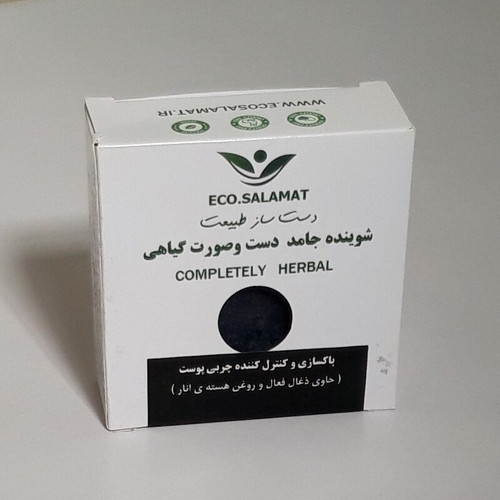 WWW.ECOSALAMAT.IR
ECO.SALAMAT
دست ساز طبیعت
شوینده جامد دست وصورت گیاهی
COMPLETELY HERBAL
پاکسازی و کنترل کننده چربی پوست
( حاوی ذغال فعال و روغن هسته ی انار )